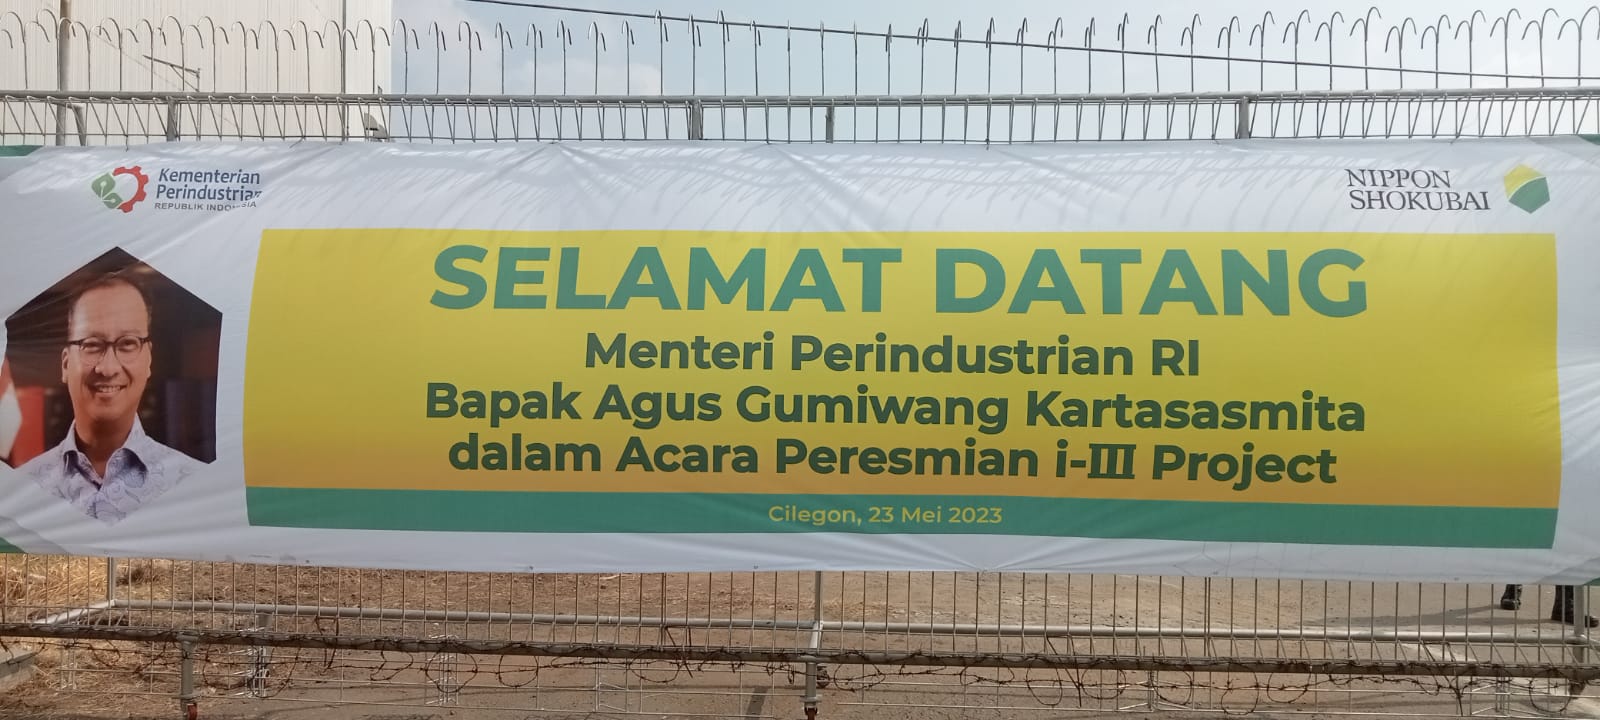 Kementerian
Perindustrian
REPUBLIK INDONESIA
NIPPON
SHOKUBAI
SELAMAT DATANG
Menteri Perindustrian RI
Bapak Agus Gumiwang Kartasasmita
dalam Acara Peresmian i-III Project
Cilegon, 23 Mei 2023